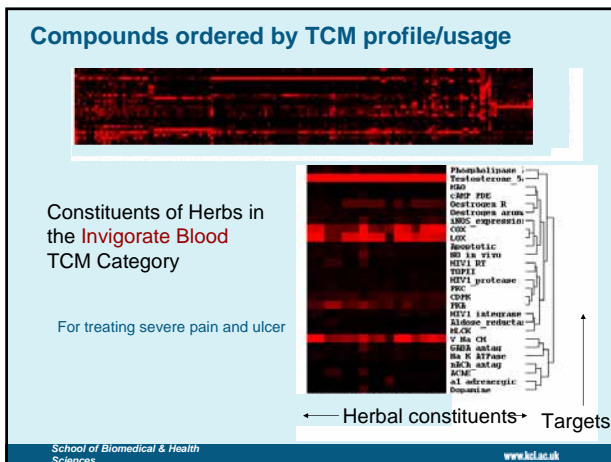 Compounds ordered by TCM profile/usage
Constituents of Herbs in
the Invigorate Blood
TCM Category
For treating severe pain and ulcer
Phospholipase
Testosterone 5
MAO
cAMP PDE
Oestrogen R
Oestrogen arom
iNOS expression
COX
LOX
Apoptotic
NO in vivo
HIV1 RT
TOPII
HIV1 protease
PKC
CDPK
PKA
HIV1 integrase
Aldose reducta
MLCK
V Na CH
GABA antag
Na K ATPase
nACh antag
AChE
a1 adrenergic
Dopamine
Herbal constituents
Targets
School of Biomedical & Health
Sciences
www.kcl.ac.uk